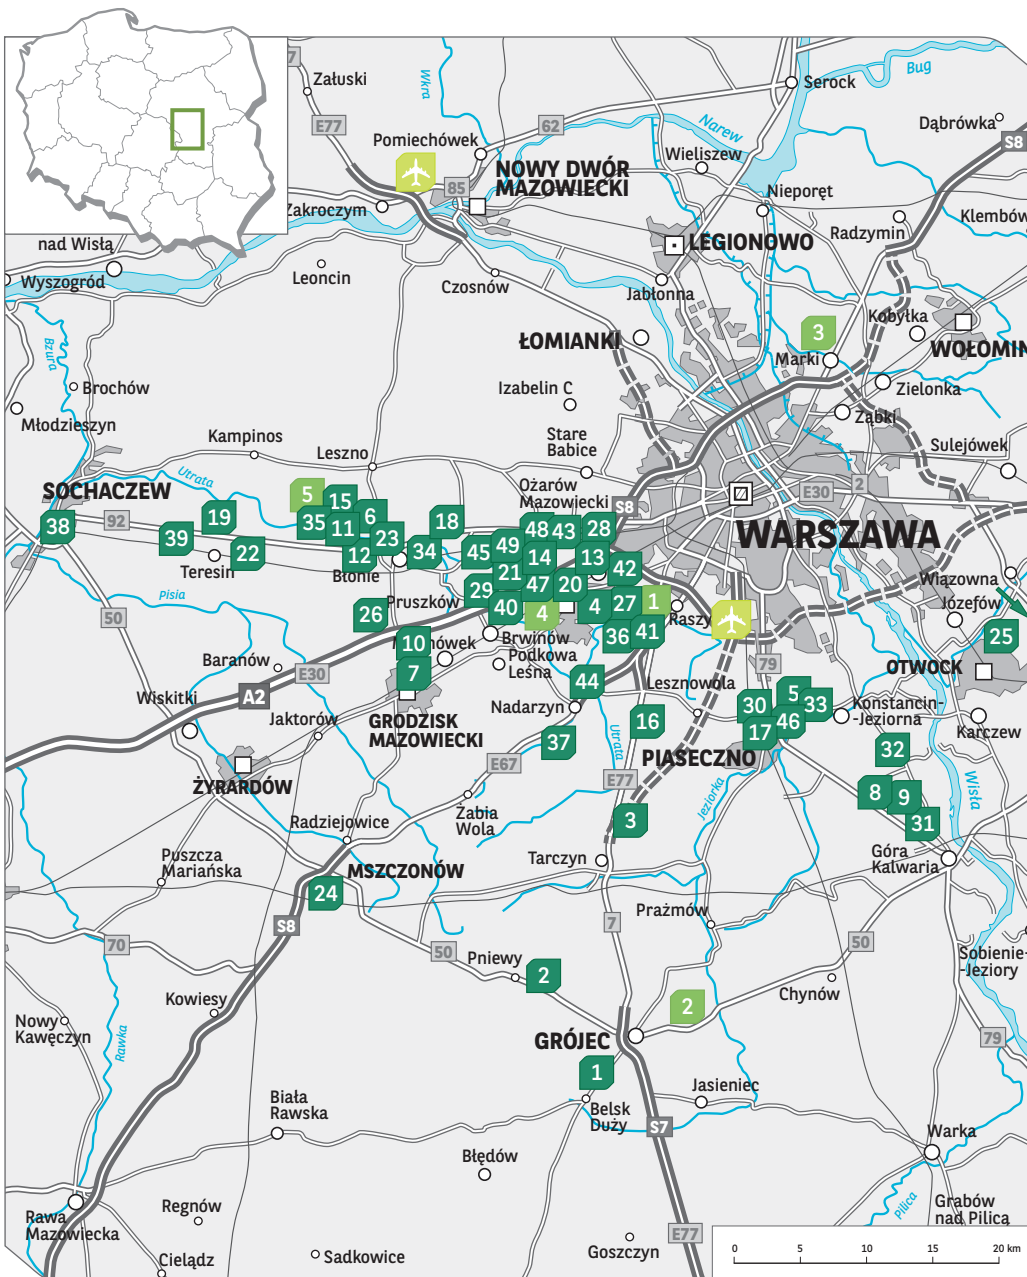 7
Załuski
Wkra
Serock
Bug
Dąbrówka
S8
E77
62
Narew
Pomiechówek
Wieliszew
NOWY DWÓR
MAZOWIECKI
85
Nieporęt
Zakroczym
Radzymin
Klembów
nad Wisłą
LEGIONOWO
Wyszogród
Leoncin
Czosnów
Jabłonna
Kobyłka
3
Bzura
ŁOMIANKI
Marki
WOŁOMIN
Brochów
Izabelin C
Zielonka
Młodzieszyn
Ząbki
Kampinos
Leszno
Stare
Babice
Sulejówek
Utrata
SOCHACZEW
Ożarów
Mazowiecki
S8
E30
2
5
15
38
92
19
35
11
6
18
48
43
28
WARSZAWA
39
23
34
45
49
14
13
42
Teresin
22
12
Błonie
21
Wiązowna
Pisia
Pruszków
29
47
20
50
26
40
4
4
27
1
Raszy
Józefów
25
10
Brwinów
36
41
Baranów
7
Podkowa
Leśna
79
OTWOCK
E30
44
Lesznowola
5
A2
Wiskitki
Nadarzyn
30
33
Konstancin-
-Jeziorna
Jaktorów
GRODZISK
MAZOWIECKI
16
17
46
Karczew
37
Utrata
PIASECZNO
32
Wisła
ŻYRARDÓW
E67
E77
Jeziorka
8
9
Żabia
Wola
3
31
Radziejowice
Puszcza
Mariańska
Tarczyn
Góra
Kalwaria
MSZCZONÓW
24
Prażmów
S8
7
70
50
50
Pniewy
2
Sobienie-
-Jeziory
Kowiesy
2
Chynów
Nowy
Kawęczyn
Rawka
GRÓJEC
79
1
Biała
Rawska
Belsk
Duży
Jasieniec
S7
Warka
Błędów
Regnów
Pilica
Grabów
nad Pilicą
Rawa
Mazowiecka
Cielądz
Sadkowice
Goszczyn
E77
0
5
10
15
20 km